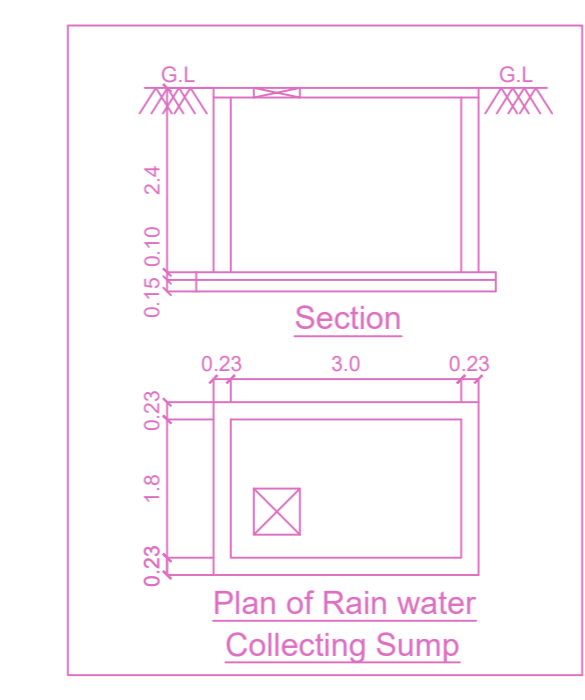 G.L G.L
2.4
0.10
0.15
Section
0.23 3.0 0.23
0.23
1.8
0.23
Plan of Rain water
Collecting Sump